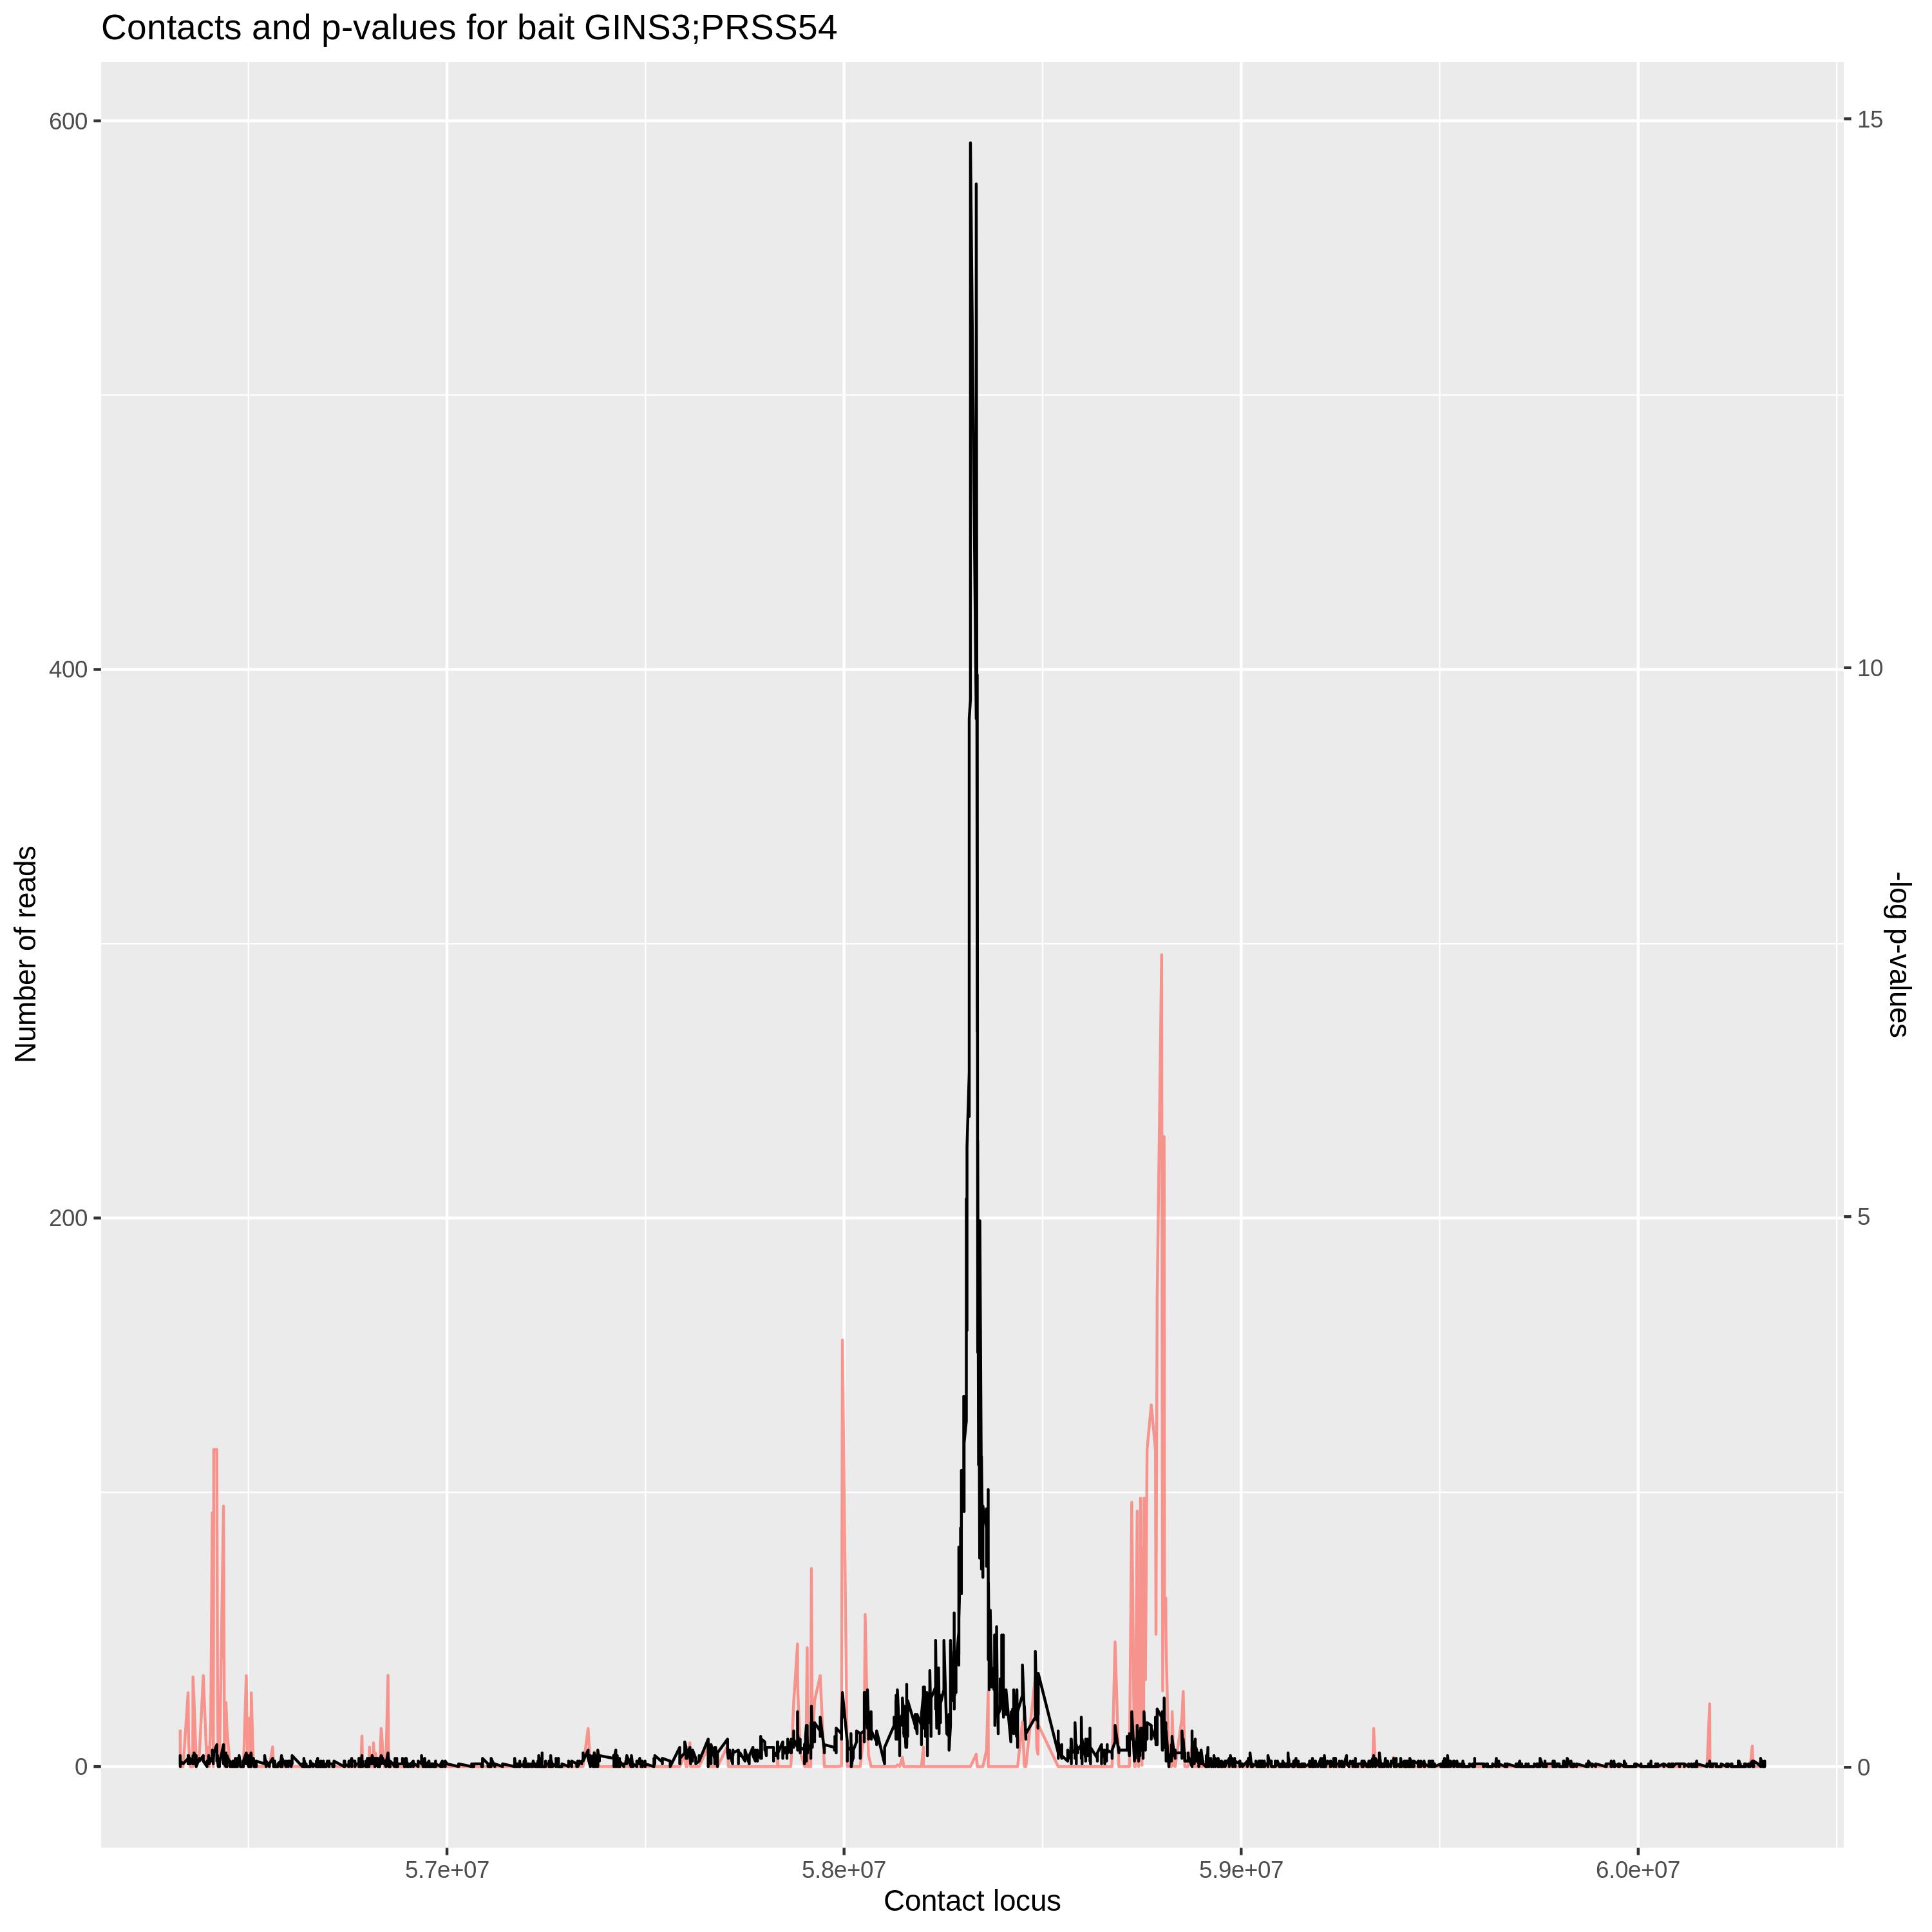 Contacts and p-values for bait GINS3;PRSS54
600
400
200
0
Number of reads
15
10
5
0
-log p-values
5.7e+07
5.8e+07
5.9e+07
6.0e+07
Contact locus